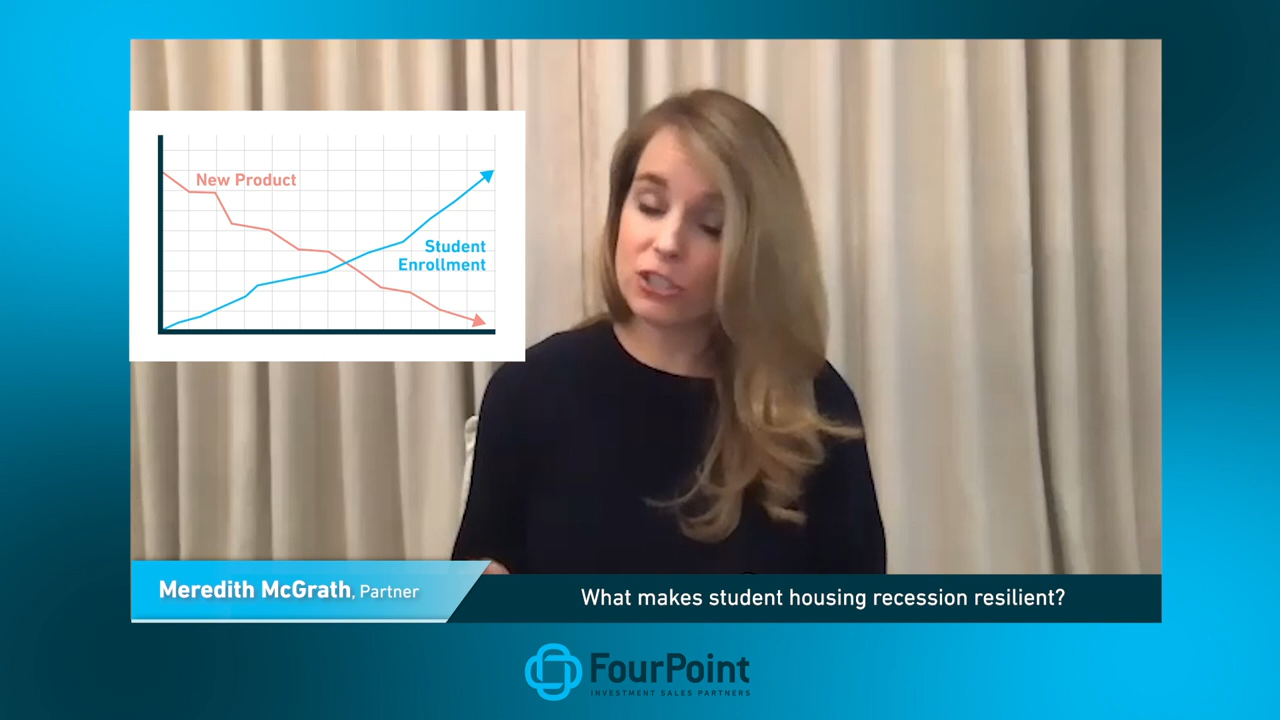 New Product
Student
Enrollment
Meredith McGrath, Partner
What makes student housing recession resilient?
FourPoint
INVESTMENT SALES PARTNERS